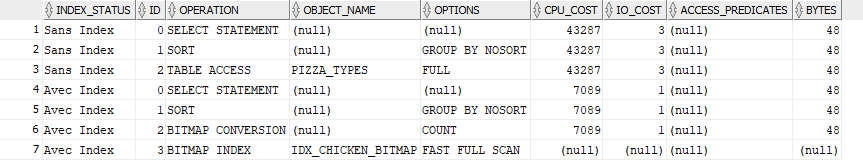 INDEX_STATUS ID OPERATION OBJECT_NAME OPTIONS CPU_COST IO_COST ACCESS_PREDICATES BYTES
1 Sans Index 0 SELECT STATEMENT (null) (null) 43287 3 (null) 48
2 Sans Index 1 SORT (null) GROUP BY NOSORT 43287 3 (null) 48
3 Sans Index 2 TABLE ACCESS PIZZA_TYPES FULL 43287 3 (null) 48
4 Avec Index 0 SELECT STATEMENT (null) (null) 7089 1 (null) 48
5 Avec Index 1 SORT (null) GROUP BY NOSORT 7089 1 (null) 48
6 Avec Index 2 BITMAP CONVERSION (null) COUNT 7089 1 (null) 48
7 Avec Index 3 BITMAP INDEX IDX_CHICKEN_BITMAP FAST FULL SCAN (null) (null) (null) (null)